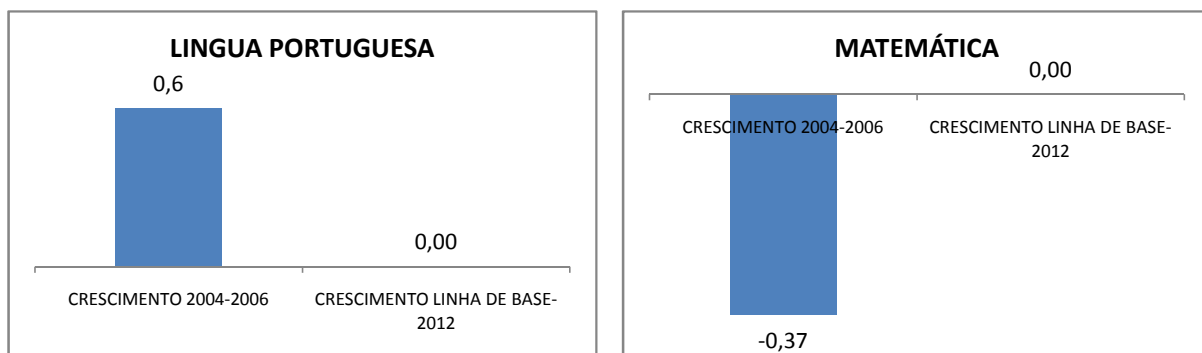 LINGUA PORTUGUESA
0,6
0,00
CRESCIMENTO 2004-2006
CRESCIMENTO LINHA DE BASE-
2012
MATEMÁTICA
0,00
CRESCIMENTO 2004-2006
CRESCIMENTO LINHA DE BASE-
2012
-0,37